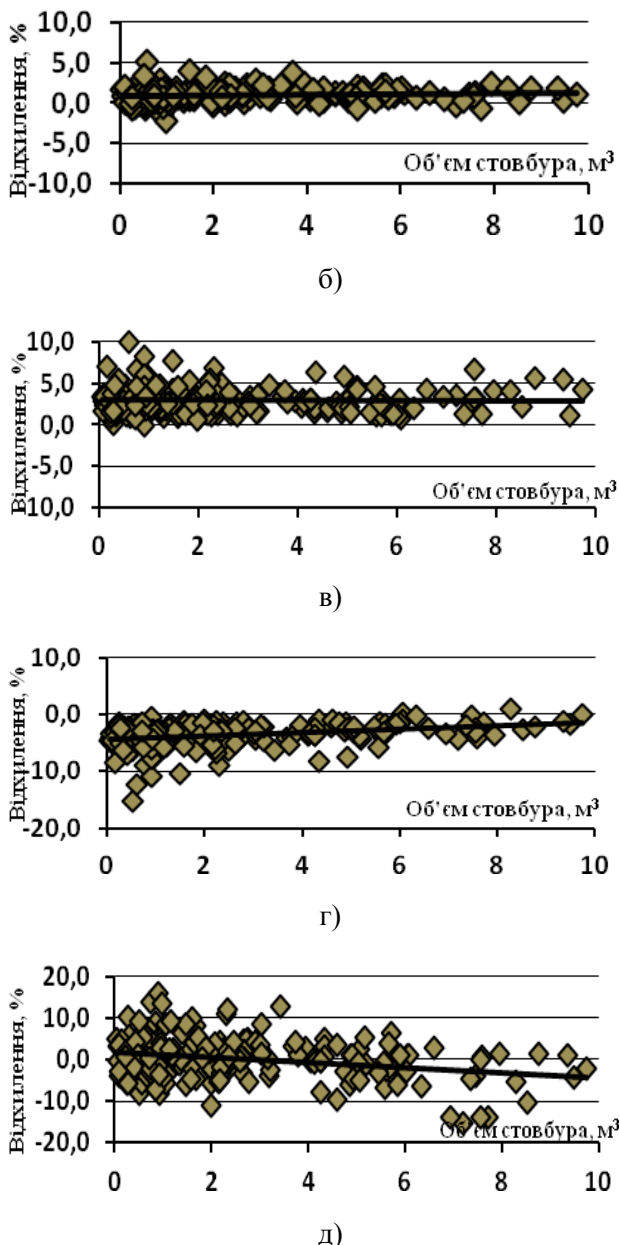 Відхилення, %
10,0
5,0
0,0
-5,0
-10,0
Об'єм стовбура, м³
0 2 4 6 8 10
б)
Відхилення, %
10,0
5,0
0,0
-5,0
10,0
Об'єм стовбура, м³
0 2 4 6 8 10
в)
Відхилення, %
10,0
0,0
-10,0
-20,0
Об'єм стовбура, м³
0 2 4 6 8 10
г)
Відхилення, %
20,0
10,0
0,0
-10,0
-20,0
Об'єм стовбура, м³
0 2 4 6 8 10
д)